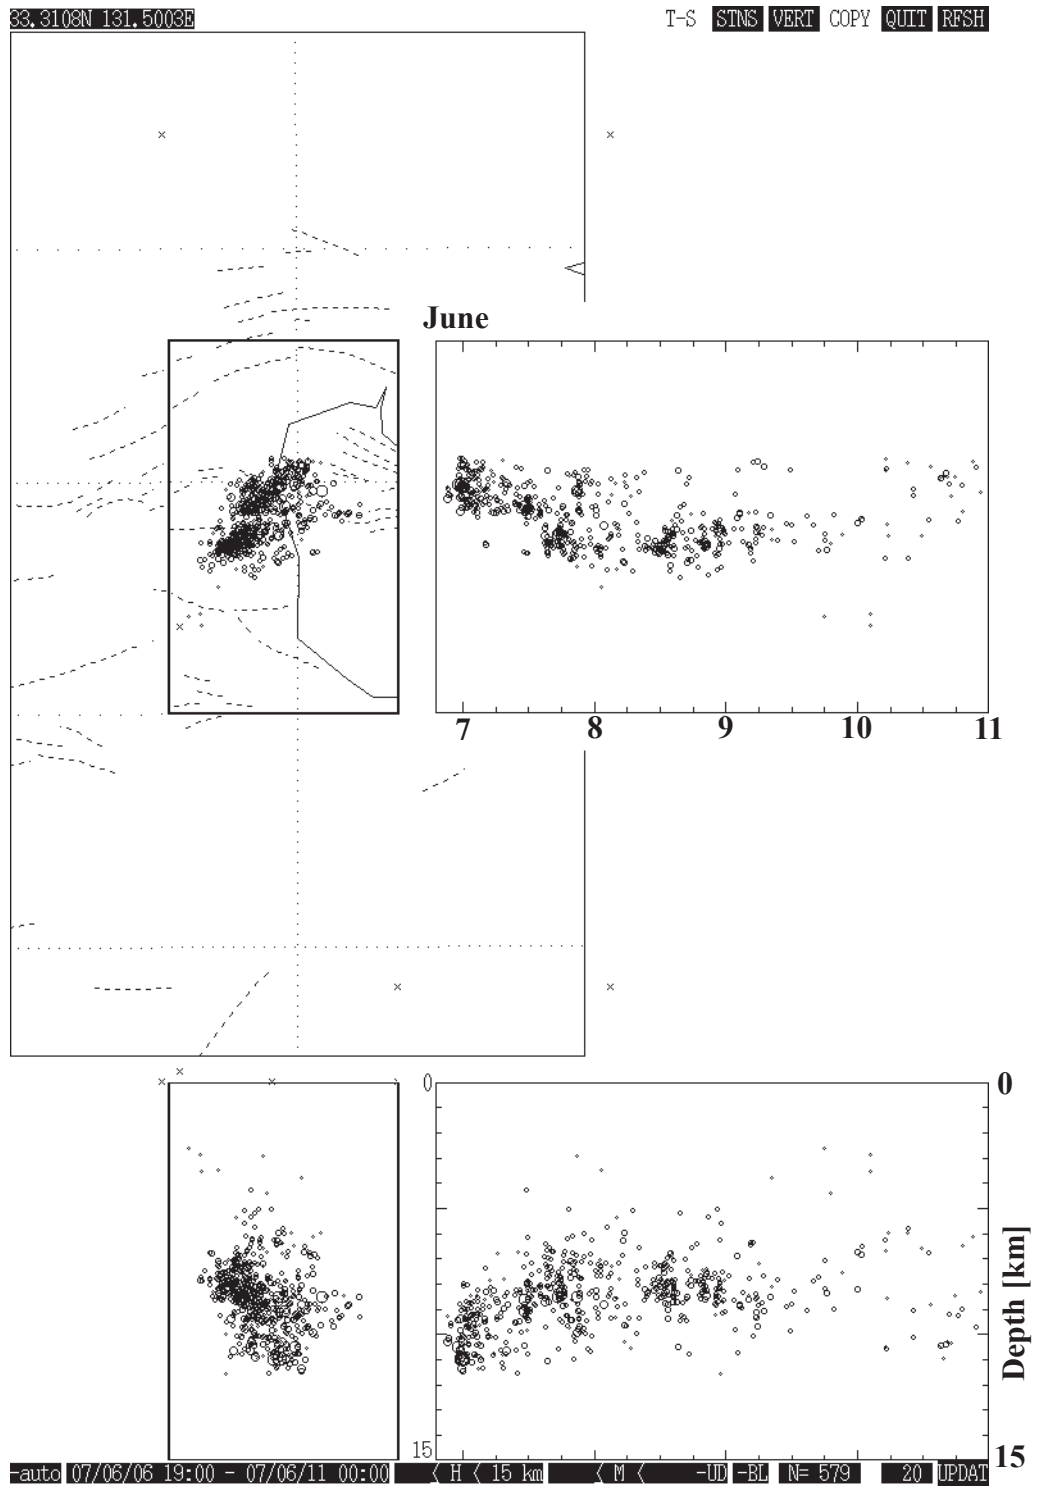 33.3108N 131.5003E T-S STNS VERT COPY QUIT RFSH
June
7 8 9 10 11
0 0
Depth [km]
15 15
-auto 07/06/06 19:00 - 07/06/11 00:00 < H < 15 km < M < -UD -BL N= 579 20 UPDAT